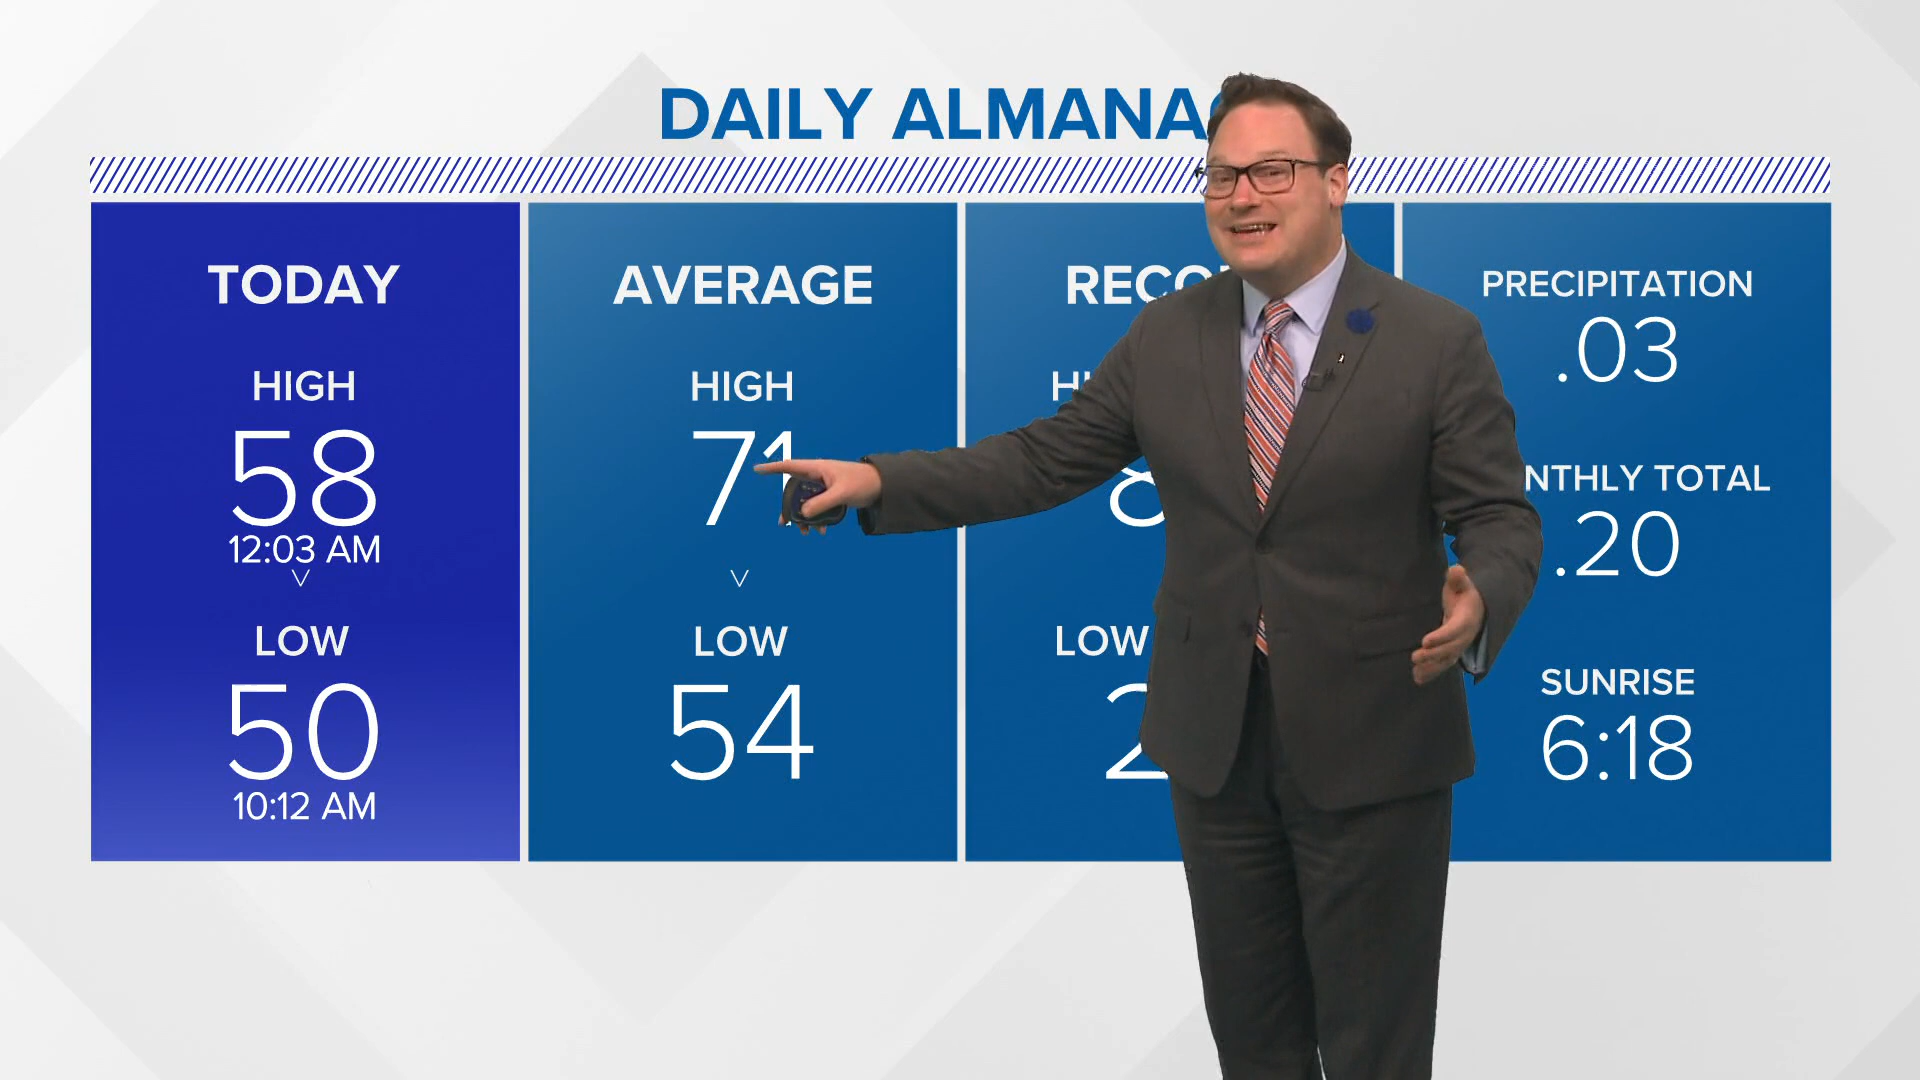 DAILY ALMANA
TODAY
HIGH
58
12:03 AM
LOW
50
10:12 AM
AVERAGE
HIGH
71
LOW
54
LOW
PRECIPITATION
.03
TOTAL
.20
SUNRISE
6:18